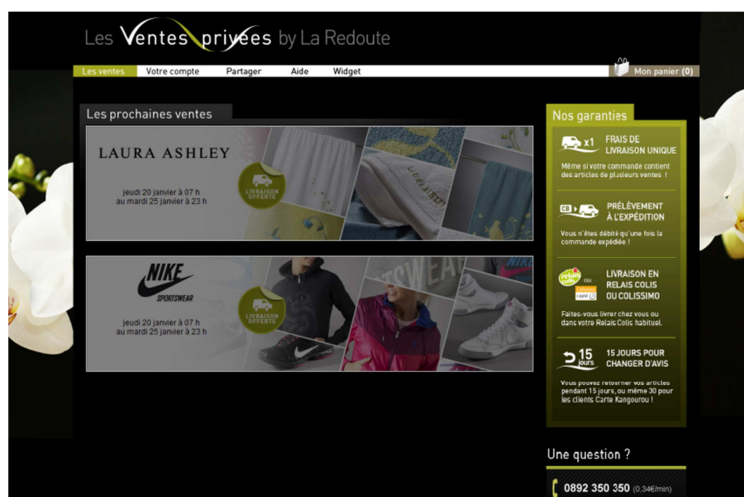 Les Ventes privées by La Redoute
Les ventes Votre compte Partager Aide Widget Mon panier (0)
Les prochaines ventes
LAURA ASHLEY
jeudi 20 janvier à 07 h
au mardi 25 janvier à 23 h
LIVRAISON
OFFERTE
NIKE
SPORTSWEAR
jeudi 20 janvier à 07 h
au mardi 25 janvier à 23 h
LIVRAISON
OFFERTE
Nos garanties
x1 FRAIS DE
LIVRAISON UNIQUE
Même si votre commande contient
des articles de plusieurs ventes !
CB PRÉLÈVEMENT
À L'EXPÉDITION
Vous n'êtes débité qu'une fois la
commande expédiée !
ou LIVRAISON EN
RELAIS COLIS
OU COLISSIMO
Faites-vous livrer chez vous ou
dans votre Relais Colis habituel.
15 jours 15 JOURS POUR
CHANGER D'AVIS
Vous pouvez retourner vos articles
pendant 15 jours, ou même 30 pour
les clients Carte Kangourou !
Une question ?
0892 350 350 (0,34€/min)